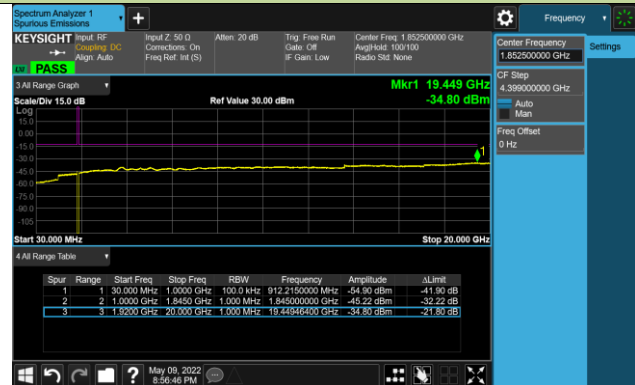 Spectrum Analyzer 1
Spurious Emissions
+
Frequency
KEYSIGHT
Input: RF
Coupling: DC
Align: Auto
Input Z: 50 Ω
Corrections: On
Freq Ref: Int (S)
Atten: 20 dB
Trig: Free Run
Gate: Off
IF Gain: Low
Center Freq: 1.852500000 GHz
Avg|Hold: 100/100
Radio Std: None
PASS
Center Frequency
1.852500000 GHz
Settings
CF Step
4.399000000 GHz
Auto
Man
Freq Offset
0 Hz
3 All Range Graph
Mkr1 19.449 GHz
Scale/Div 15.0 dB
Ref Value 30.00 dBm
-34.80 dBm
Log
15.0
0.00
-15.0
-30.0
-45.0
-60.0
-75.0
-90.0
-105
1
Start 30.000 MHz
Stop 20.000 GHz
4 All Range Table
Spur Range Start Freq Stop Freq RBW Frequency Amplitude ΔLimit
1 1 30.000 MHz 1.0000 GHz 100.0 kHz 912.2150000 MHz -54.90 dBm -41.90 dB
2 2 1.0000 GHz 1.8450 GHz 1.000 MHz 1.845000000 GHz -45.22 dBm -32.22 dB
3 3 1.9200 GHz 20.000 GHz 1.000 MHz 19.44946400 GHz -34.80 dBm -21.80 dB
?
May 09, 2022
8:56:46 PM